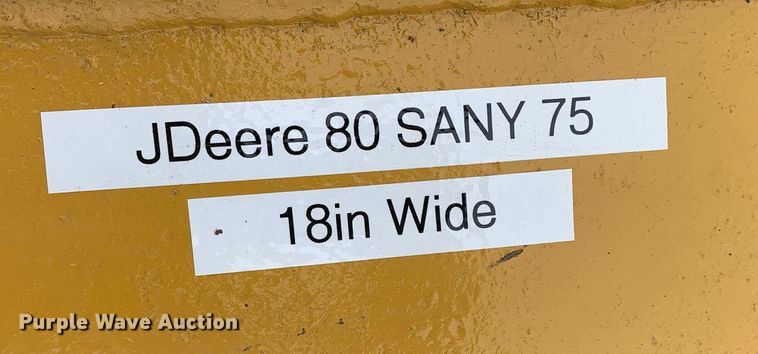 JDeere 80 SANY 75
18in Wide
Purple Wave Auction